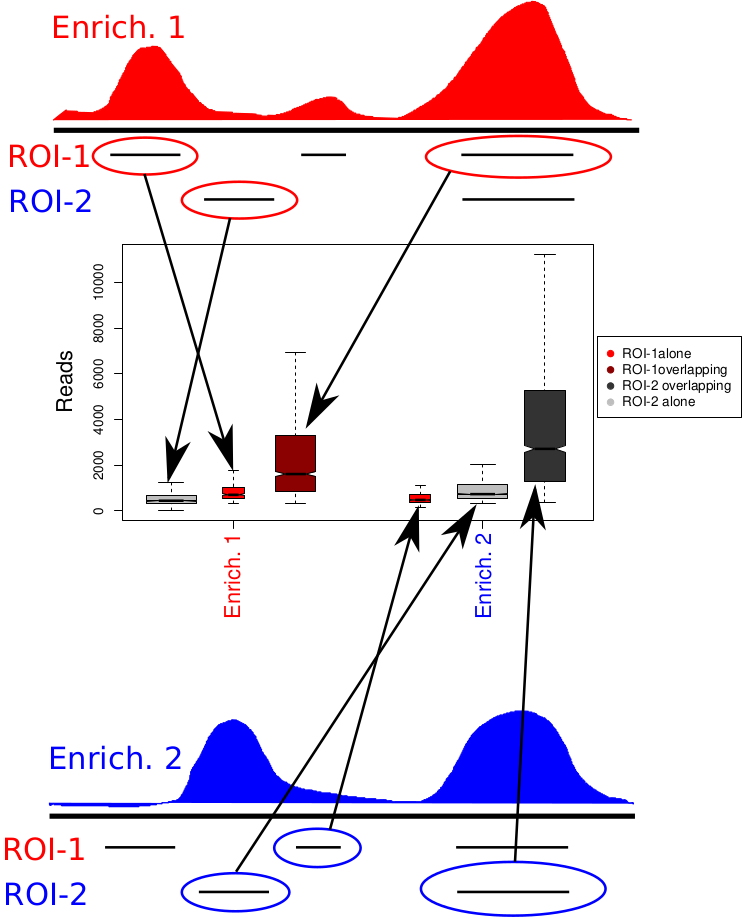 Enrich. 1
ROI-1
ROI-2
Reads
10000
8000
6000
4000
2000
0
ROI-1alone
ROI-1overlapping
ROI-2 overlapping
ROI-2 alone
Enrich. 1
Enrich. 2
Enrich. 2
ROI-1
ROI-2